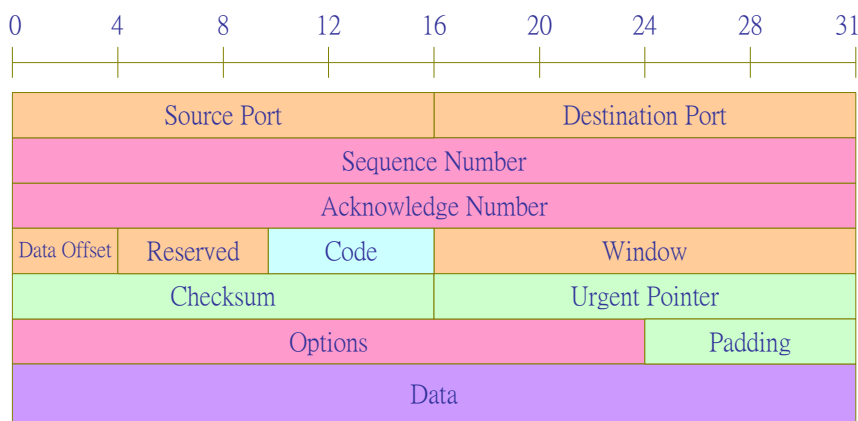 0 4 8 12 16 20 24 28 31
Source Port Destination Port
Sequence Number
Acknowledge Number
Data Offset Reserved Code Window
Checksum Urgent Pointer
Options Padding
Data